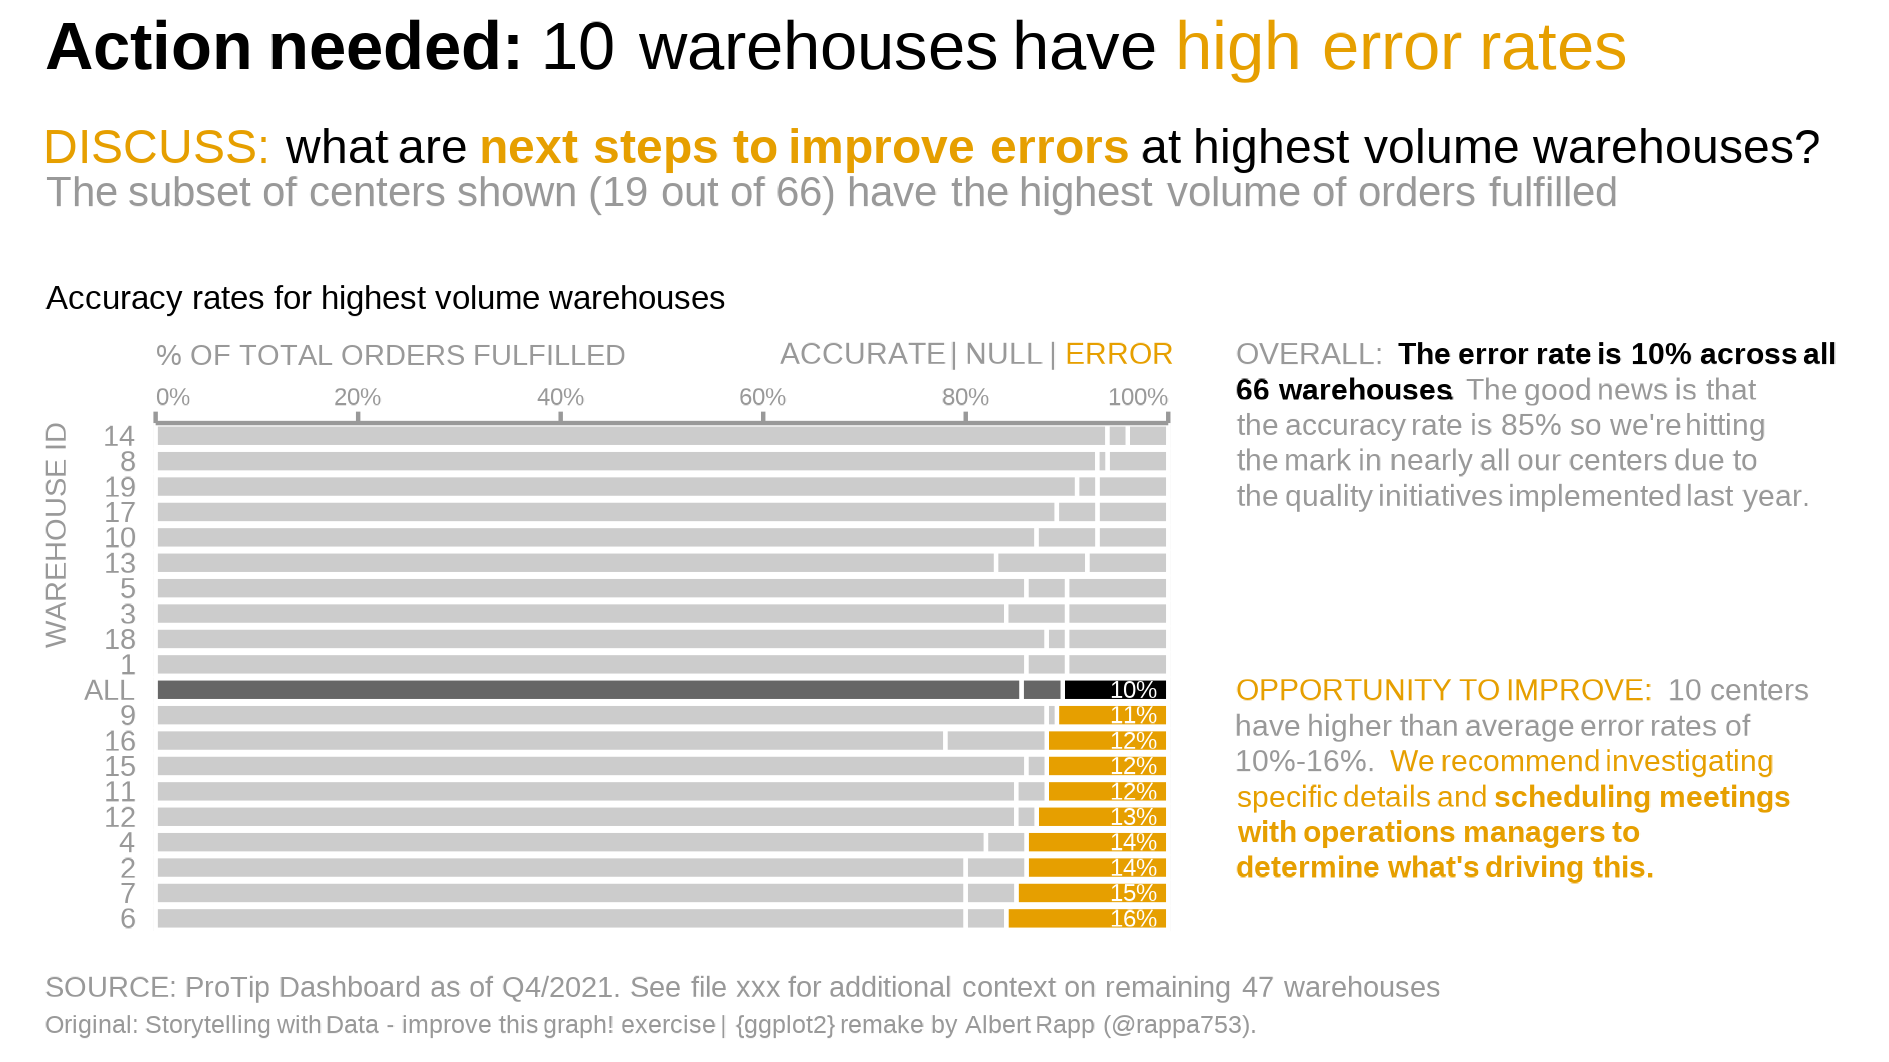 Action needed: 10 warehouses have high error rates
DISCUSS: what are next steps to improve errors at highest volume warehouses?
The subset of centers shown (19 out of 66) have the highest volume of orders fulfilled
Accuracy rates for highest volume warehouses
% OF TOTAL ORDERS FULFILLED
ACCURATE | NULL | ERROR
0% 20% 40% 60% 80% 100%
WAREHOUSE ID
14
8
19
17
10
13
5
3
18
1
ALL 10%
9 11%
16 12%
15 12%
11 12%
12 13%
4 14%
2 14%
7 15%
6 16%
OVERALL: The error rate is 10% across all
66 warehouses. The good news is that
the accuracy rate is 85% so we're hitting
the mark in nearly all our centers due to
the quality initiatives implemented last year.
OPPORTUNITY TO IMPROVE: 10 centers
have higher than average error rates of
10%-16%. We recommend investigating
specific details and scheduling meetings
with operations managers to
determine what's driving this.
SOURCE: ProTip Dashboard as of Q4/2021. See file xxx for additional context on remaining 47 warehouses
Original: Storytelling with Data - improve this graph! exercise | {ggplot2} remake by Albert Rapp (@rappa753).